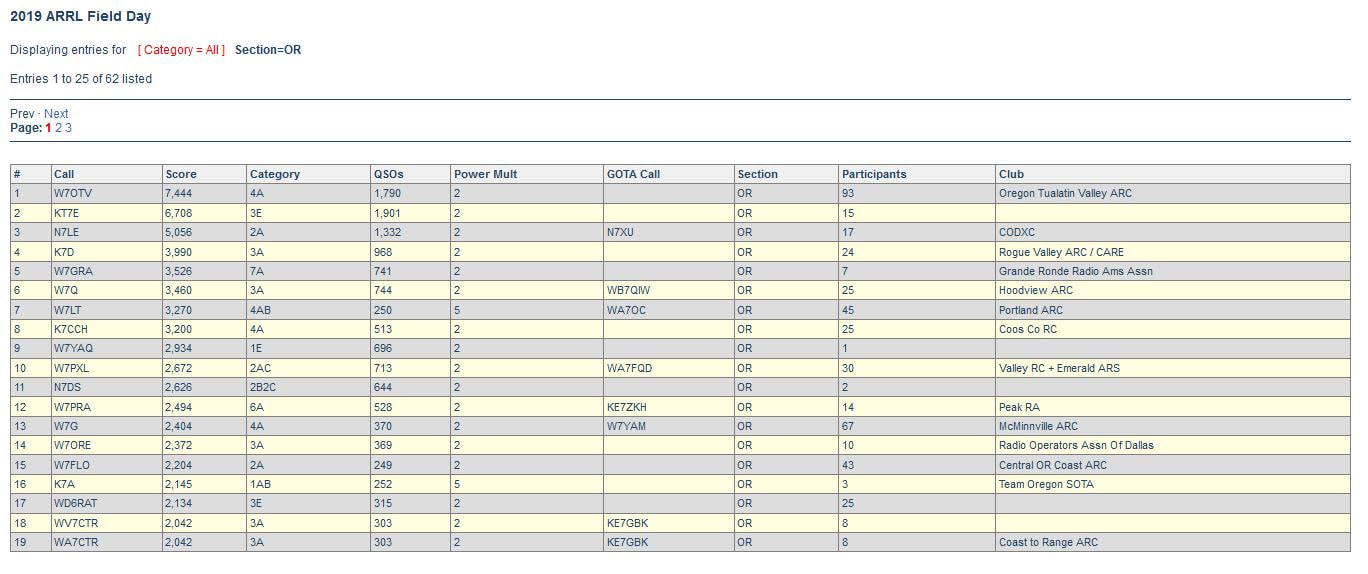 2019 ARRL Field Day
Displaying entries for [ Category = All ] Section=OR
Entries 1 to 25 of 62 listed
Prev · Next
Page: 1 2 3
# Call Score Category QSOs Power Mult GOTA Call Section Participants Club
1 W7OTV 7,444 4A 1,790 2 OR 93 Oregon Tualatin Valley ARC
2 KT7E 6,708 3E 1,901 2 OR 15
3 N7LE 5,056 2A 1,332 2 N7XU OR 17 CODXC
4 K7D 3,990 3A 968 2 OR 24 Rogue Valley ARC / CARE
5 W7GRA 3,526 7A 741 2 OR 7 Grande Ronde Radio Ams Assn
6 W7Q 3,460 3A 744 2 WB7QIW OR 25 Hoodview ARC
7 W7LT 3,270 4AB 250 5 WA7OC OR 45 Portland ARC
8 K7CCH 3,200 4A 513 2 OR 25 Coos Co RC
9 W7YAQ 2,934 1E 696 2 OR 1
10 W7PXL 2,672 2AC 713 2 WA7FQD OR 30 Valley RC + Emerald ARS
11 N7DS 2,626 2B2C 644 2 OR 2
12 W7PRA 2,494 6A 528 2 KE7ZKH OR 14 Peak RA
13 W7G 2,404 4A 370 2 W7YAM OR 67 McMinnville ARC
14 W7ORE 2,372 3A 369 2 OR 10 Radio Operators Assn Of Dallas
15 W7FLO 2,204 2A 249 2 OR 43 Central OR Coast ARC
16 K7A 2,145 1AB 252 5 OR 3 Team Oregon SOTA
17 WD6RAT 2,134 3E 315 2 OR 25
18 WV7CTR 2,042 3A 303 2 KE7GBK OR 8
19 WA7CTR 2,042 3A 303 2 KE7GBK OR 8 Coast to Range ARC